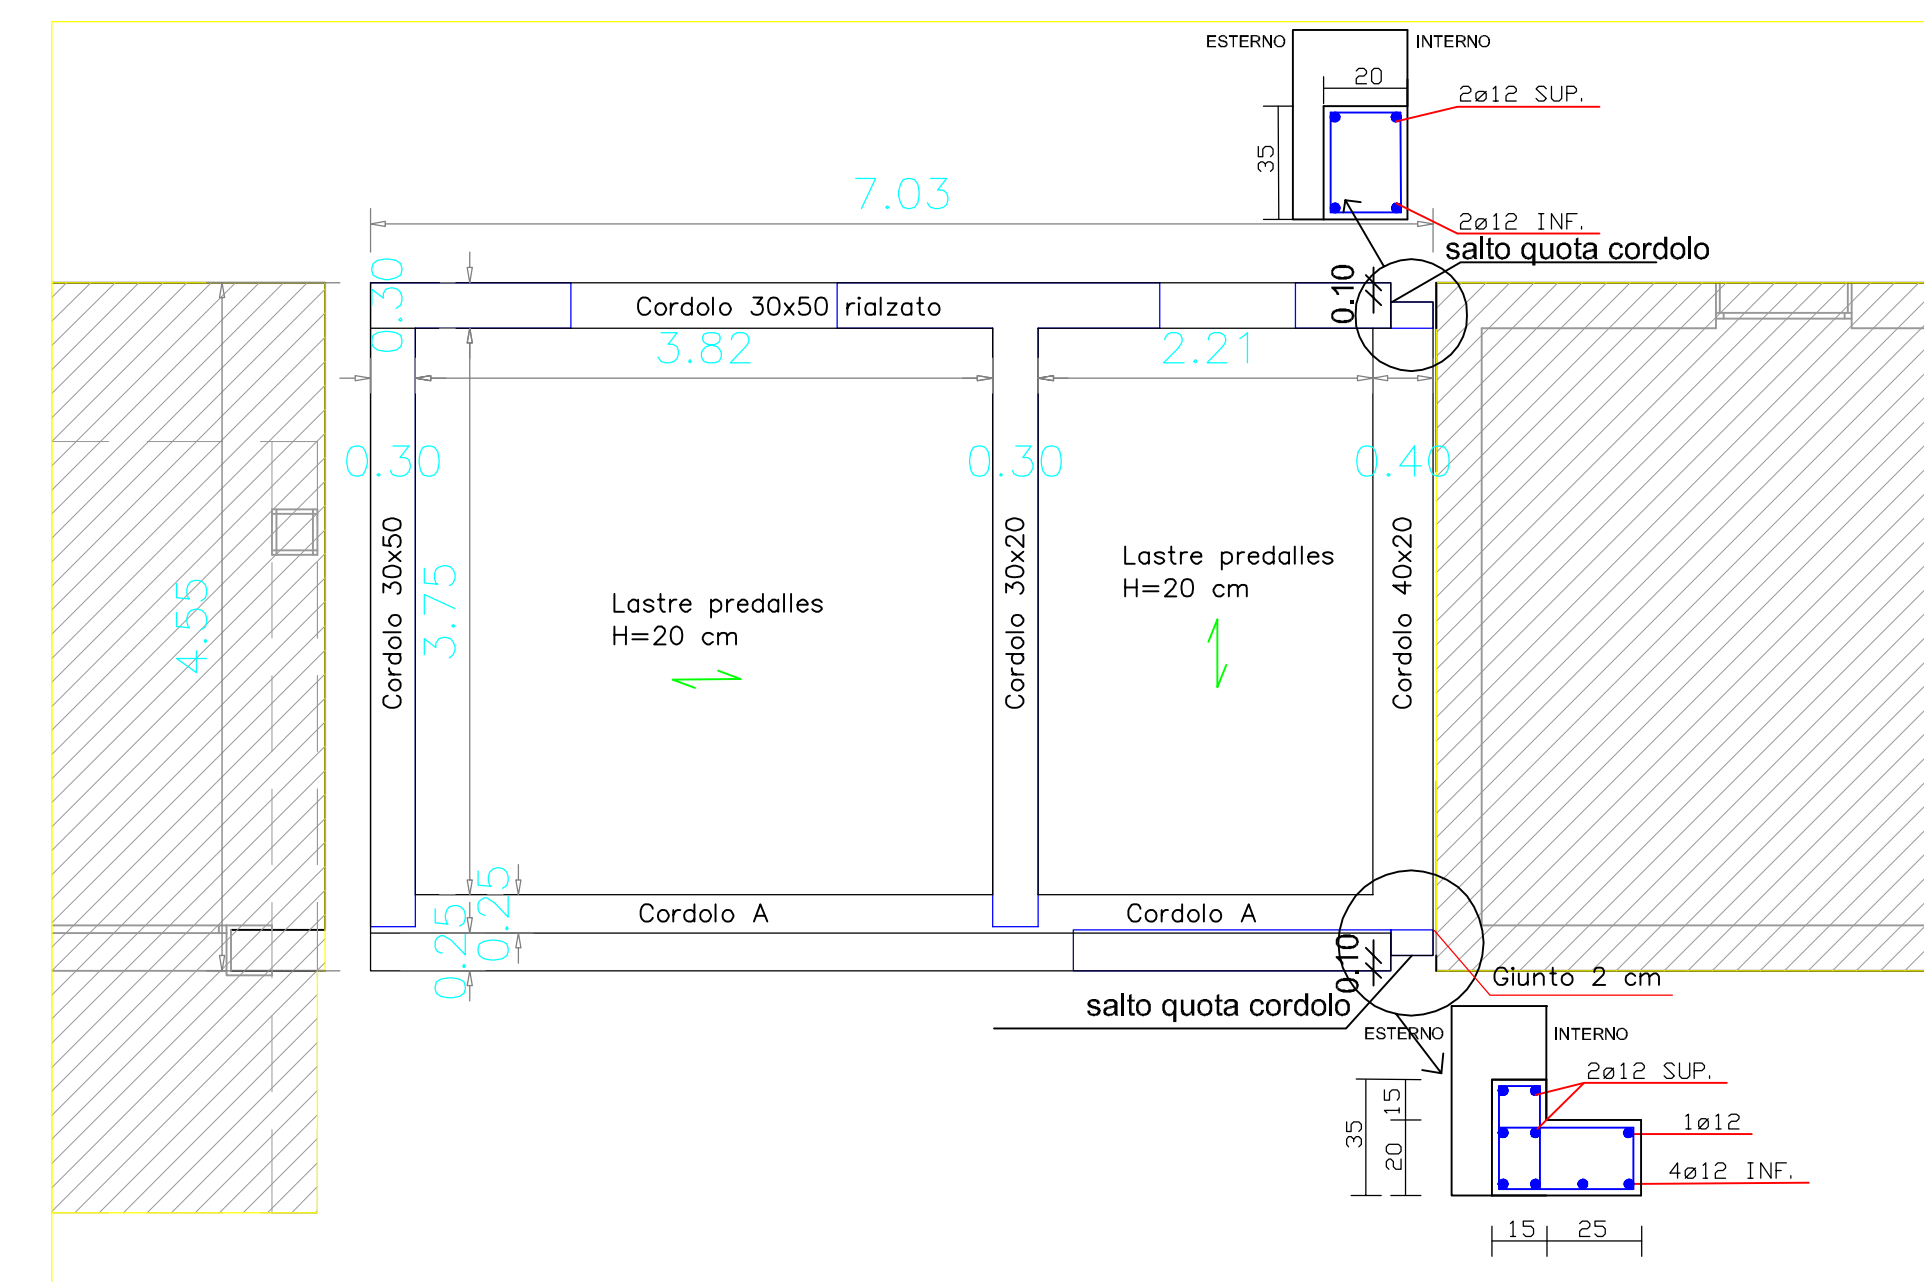 ESTERNO
INTERNO
20
2ø12 SUP.
35
7.03
2ø12 INF.
salto quota cordolo
0.30
0.10
Cordolo 30x50 rialzato
3.82
2.21
0.30
0.30
0.40
Cordolo 30x50
Cordolo 30x20
Cordolo 40x20
Lastre predalles
H=20 cm
4.55
3.75
Lastre predalles
H=20 cm
0.25
0.25
Cordolo A
Cordolo A
0.10
Giunto 2 cm
salto quota cordolo
ESTERNO
INTERNO
2ø12 SUP.
15
35
1ø12
20
4ø12 INF.
15
25